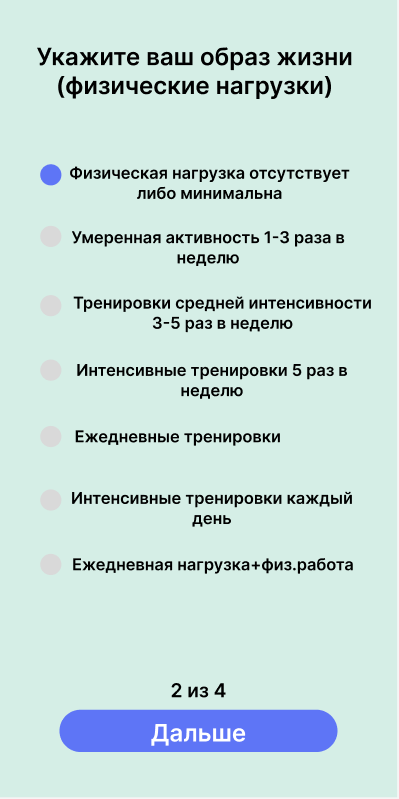 Укажите ваш образ жизни
(физические нагрузки)
Физическая нагрузка отсутствует
либо минимальна
Умеренная активность 1-3 раза в
неделю
Тренировки средней интенсивности
3-5 раз в неделю
Интенсивные тренировки 5 раз в
неделю
Ежедневные тренировки
Интенсивные тренировки каждый
день
Ежедневная нагрузка+физ.работа
2 из 4
Дальше